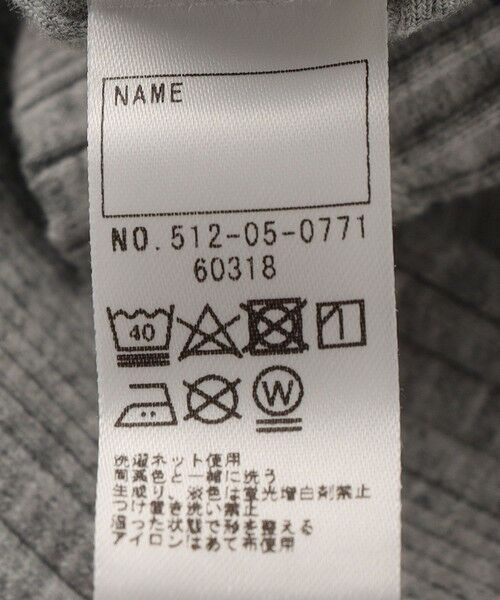 NAME
NO. 512-05-0771
60318
40
W
洗濯ネット使用
同系色と一緒に洗う
生成り、淡色は蛍光増白剤禁止
つけ置き洗い禁止
湿った状態で形を整える
アイロンはあて布使用